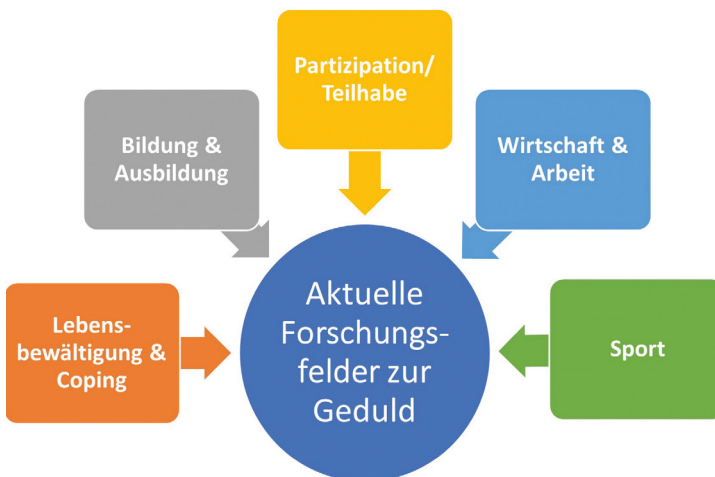 Partizipation/
Teilhabe
Bildung &
Ausbildung
Wirtschaft &
Arbeit
Lebens-
bewältigung &
Coping
Aktuelle
Forschungs-
felder zur
Geduld
Sport